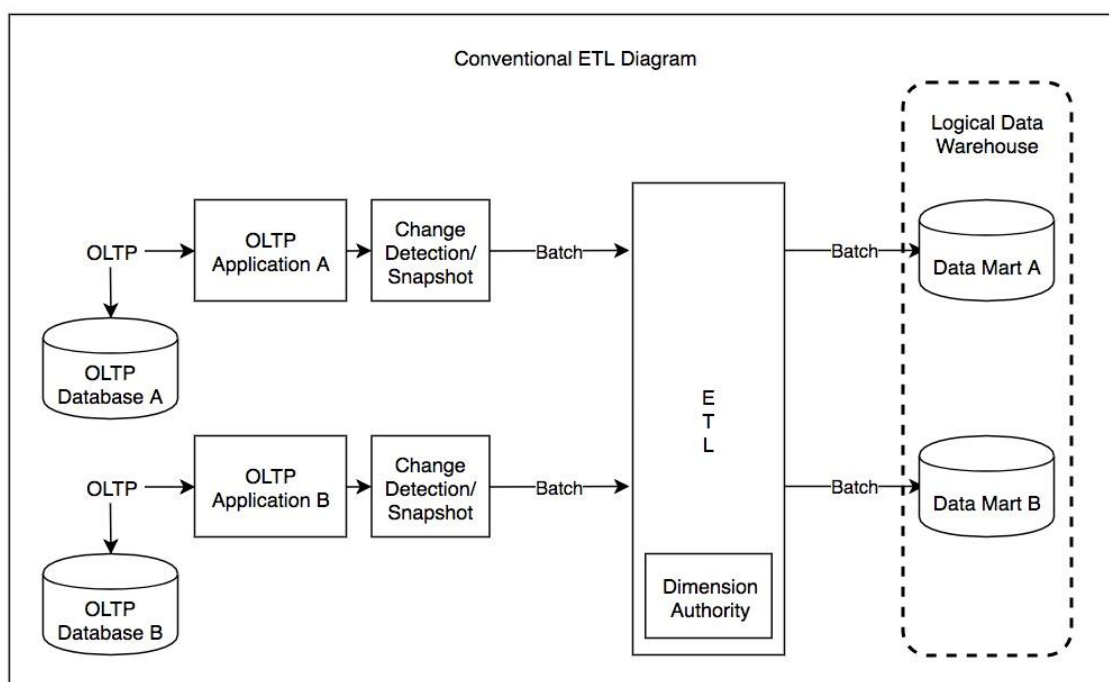 Conventional ETL Diagram
Logical Data
Warehouse
OLTP
OLTP
Application A
Change
Detection/
Snapshot
Batch
Batch
Data Mart A
OLTP
Database A
E
T
L
OLTP
OLTP
Application B
Change
Detection/
Snapshot
Batch
Batch
Data Mart B
OLTP
Database B
Dimension
Authority